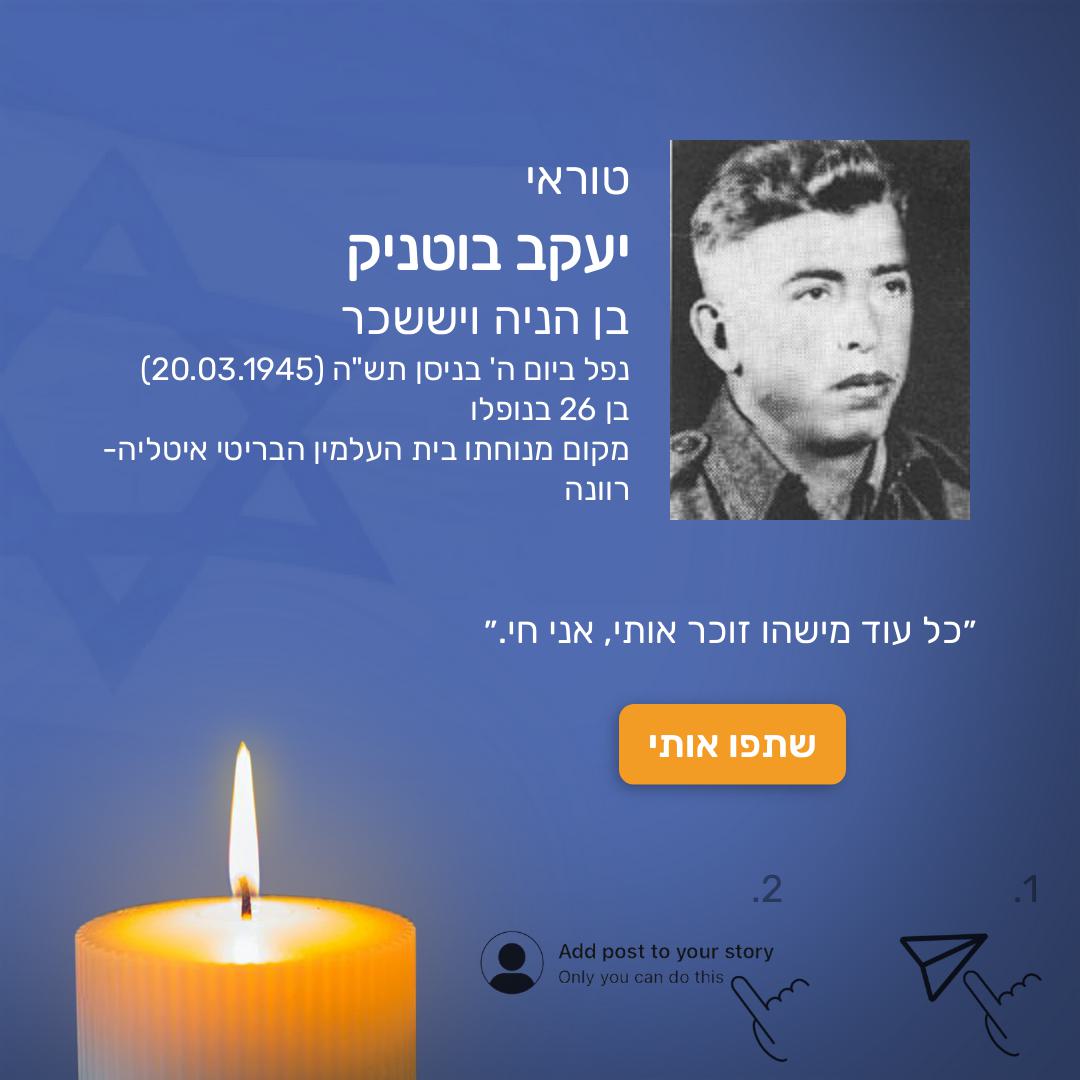 טוראי
יעקב בוטניק
בן הניה ויששכר
נפל ביום ה' בניסן תש"ה (20.03.1945)
בן 26 בנופלו
מקום מנוחתו בית העלמין הבריטי איטליה-
רוונה
״כל עוד מישהו זוכר אותי, אני חי.״
שתפו אותי
.1
.2
Add post to your story
Only you can do this